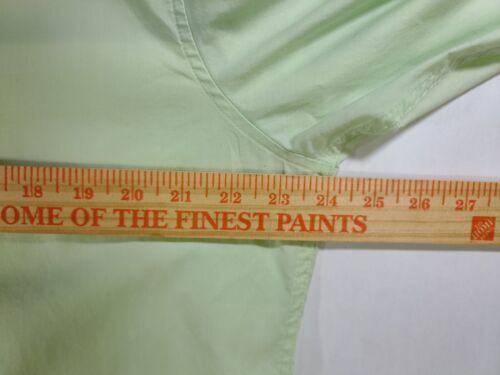 18 19 20 21 22 23 24 25 26 27
OME OF THE FINEST PAINTS